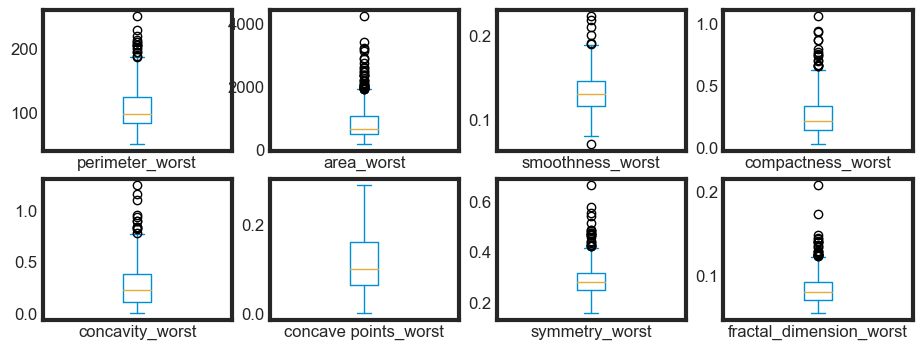 200
100
perimeter_worst
4000
2000
0
area_worst
0.2
0.1
smoothness_worst
1.0
0.5
0.0
compactness_worst
1.0
0.5
0.0
concavity_worst
0.2
0.0
concave points_worst
0.6
0.4
0.2
symmetry_worst
0.2
0.1
fractal_dimension_worst